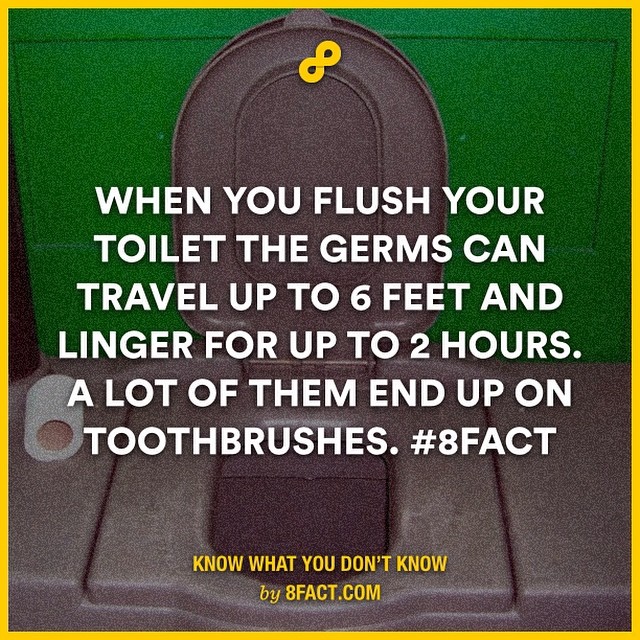 WHEN YOU FLUSH YOUR
TOILET THE GERMS CAN
TRAVEL UP TO 6 FEET AND
LINGER FOR UP TO 2 HOURS.
A LOT OF THEM END UP ON
TOOTHBRUSHES. #8FACT
KNOW WHAT YOU DON'T KNOW
by 8FACT.COM